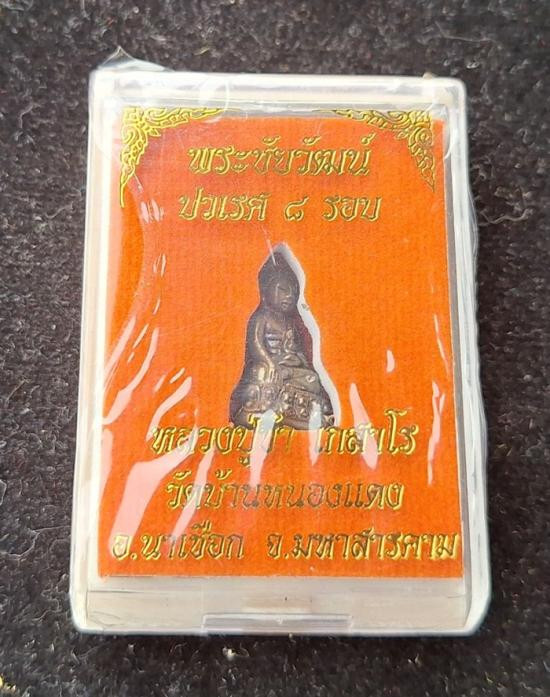 พระชัยวัฒน์
ปวเรศ ๘ รอบ
หลวงปู่ขำ เกสาโร
วัดบ้านหนองแดง
อ.นาเชือก จ.มหาสารคาม